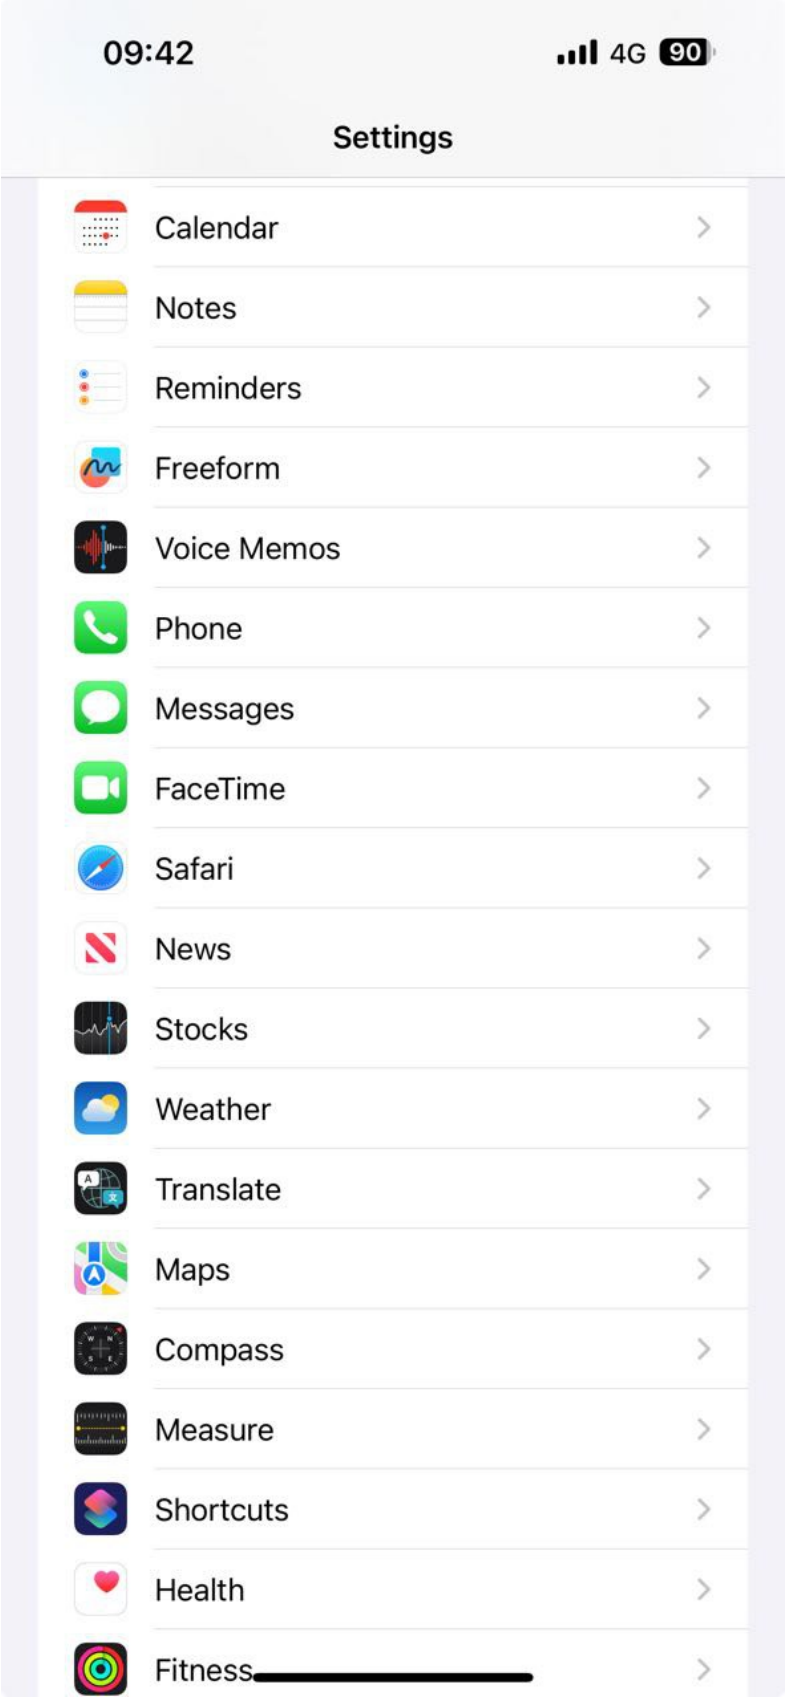 09:42
4G 90
Settings
Calendar
Notes
Reminders
Freeform
Voice Memos
Phone
Messages
FaceTime
Safari
News
Stocks
Weather
A
文
Translate
Maps
W N
S E
Compass
Measure
Shortcuts
Health
Fitness